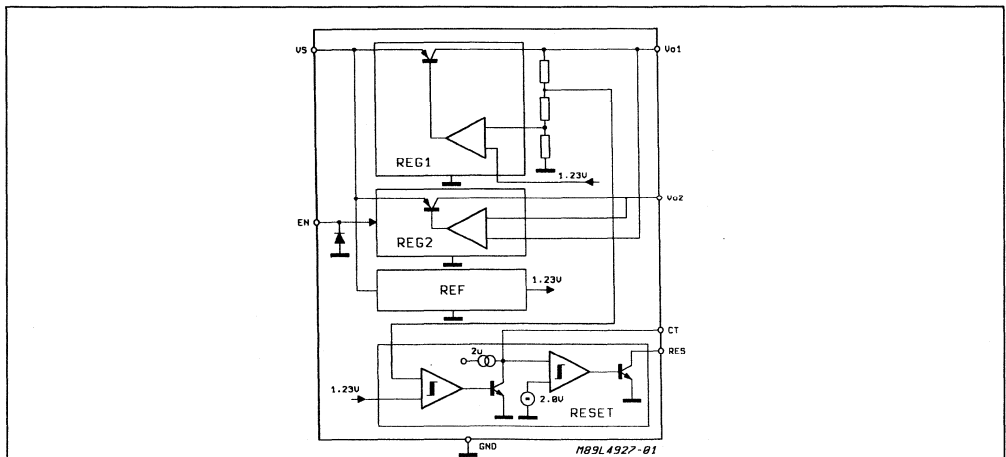 VS
Vo1
REG1
1.23V
Vo2
EN
REG2
1.23V
REF
CT
2u
RES
1.23V
2.0V
RESET
GND
M89L4927-01